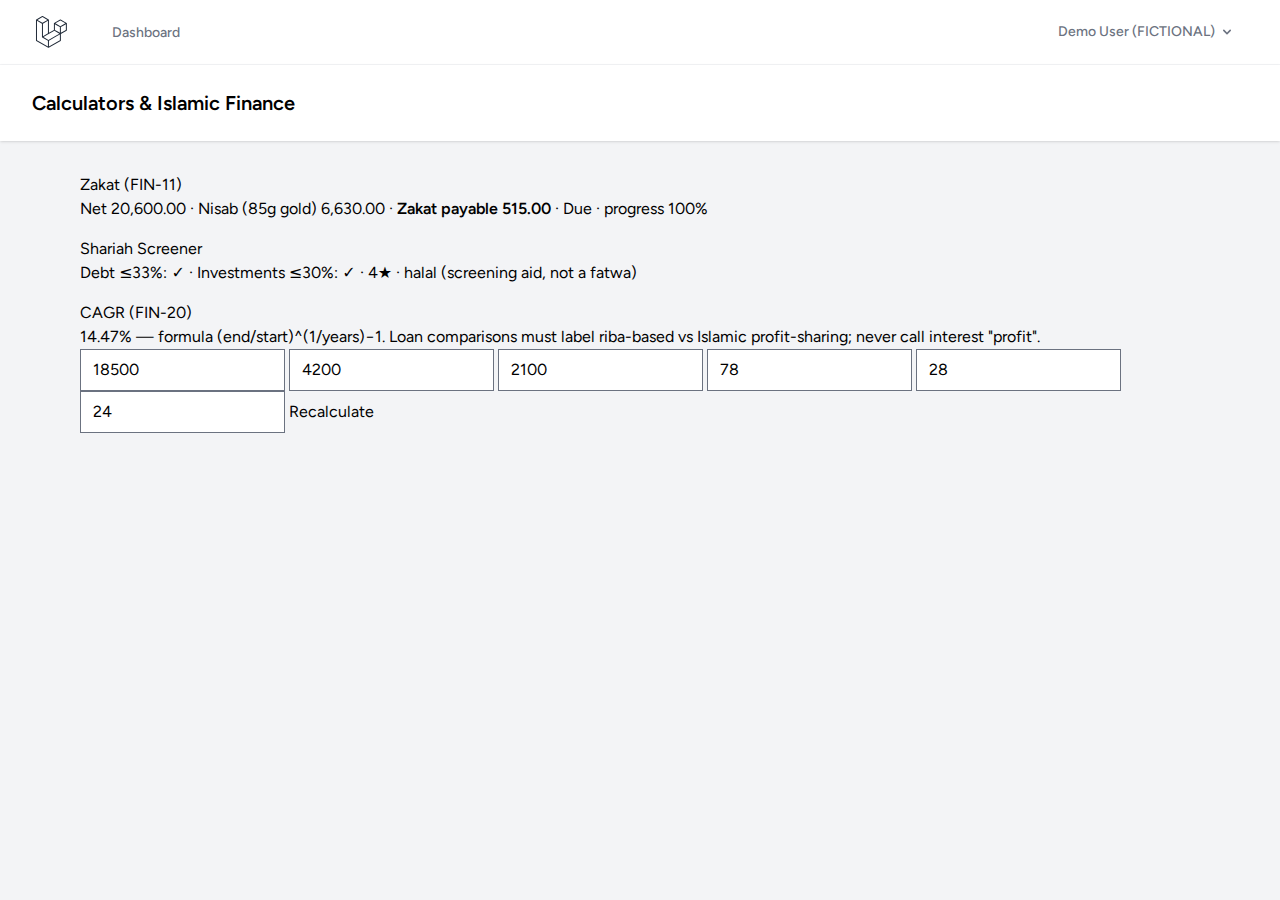 Dashboard
Demo User (FICTIONAL)
Calculators & Islamic Finance
Zakat (FIN-11)
Net 20,600.00 · Nisab (85g gold) 6,630.00 · Zakat payable 515.00 · Due · progress 100%
Shariah Screener
Debt ≤33%: ✓ · Investments ≤30%: ✓ · 4★ · halal (screening aid, not a fatwa)
CAGR (FIN-20)
14.47% — formula (end/start)^(1/years)−1. Loan comparisons must label riba-based vs Islamic profit-sharing; never call interest "profit".
18500 4200 2100 78 28
24 Recalculate